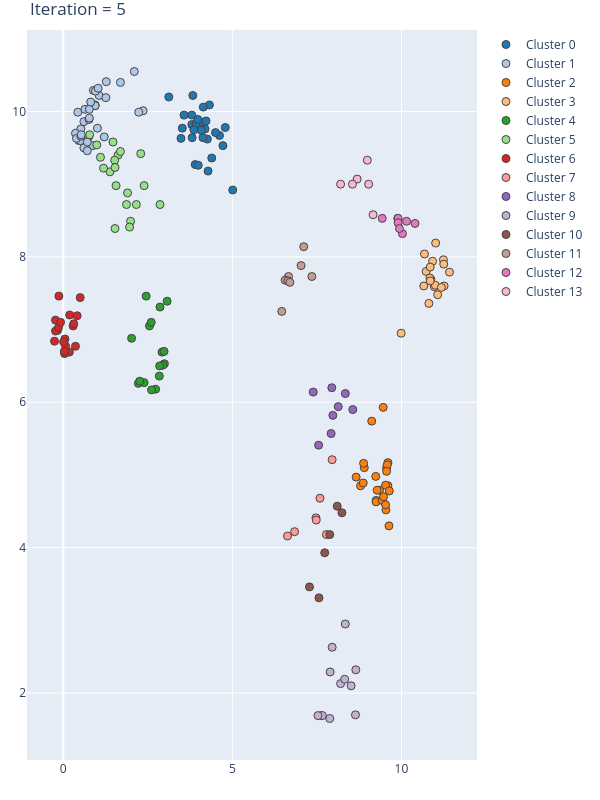 Iteration = 5
10
8
6
4
2
0
5
10
Cluster 0
Cluster 1
Cluster 2
Cluster 3
Cluster 4
Cluster 5
Cluster 6
Cluster 7
Cluster 8
Cluster 9
Cluster 10
Cluster 11
Cluster 12
Cluster 13